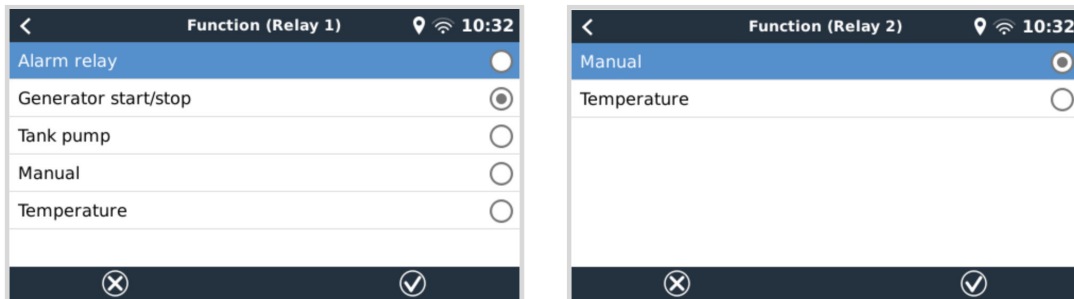 Function (Relay 1) 10:32
Alarm relay
Generator start/stop
Tank pump
Manual
Temperature
Function (Relay 2) 10:32
Manual
Temperature